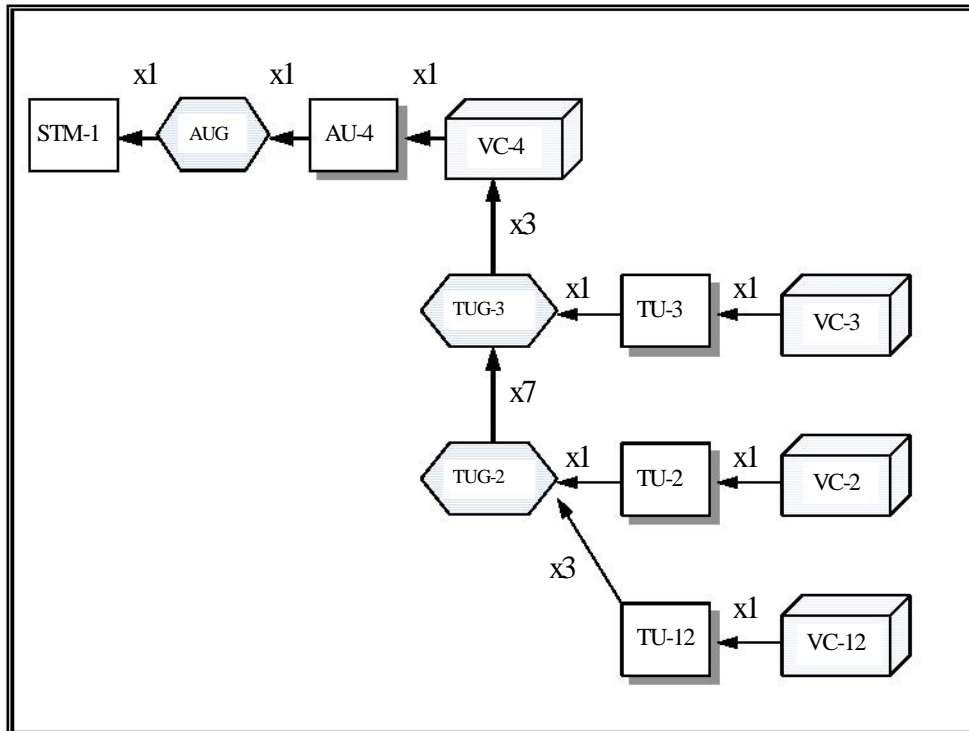 x1 x1 x1
STM-1 AUG AU-4 VC-4
x3
x1 x1
TUG-3 TU-3 VC-3
x7
x1 x1
TUG-2 TU-2 VC-2
x3
x1
TU-12 VC-12